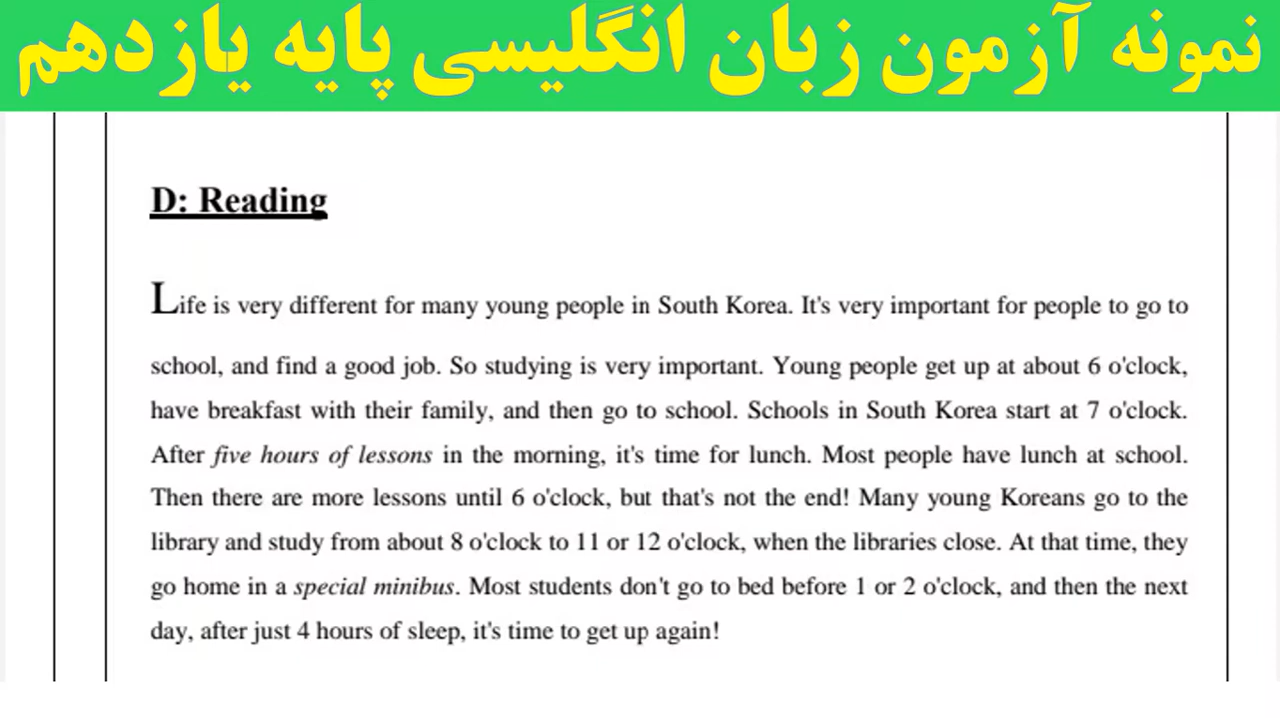 نمونه آزمون زبان انگلیسی پایه یازدهم
D: Reading
Life is very different for many young people in South Korea. It's very important for people to go to
school, and find a good job. So studying is very important. Young people get up at about 6 o'clock,
have breakfast with their family, and then go to school. Schools in South Korea start at 7 o'clock.
After five hours of lessons in the morning, it's time for lunch. Most people have lunch at school.
Then there are more lessons until 6 o'clock, but that's not the end! Many young Koreans go to the
library and study from about 8 o'clock to 11 or 12 o'clock, when the libraries close. At that time, they
go home in a special minibus. Most students don't go to bed before 1 or 2 o'clock, and then the next
day, after just 4 hours of sleep, it's time to get up again!